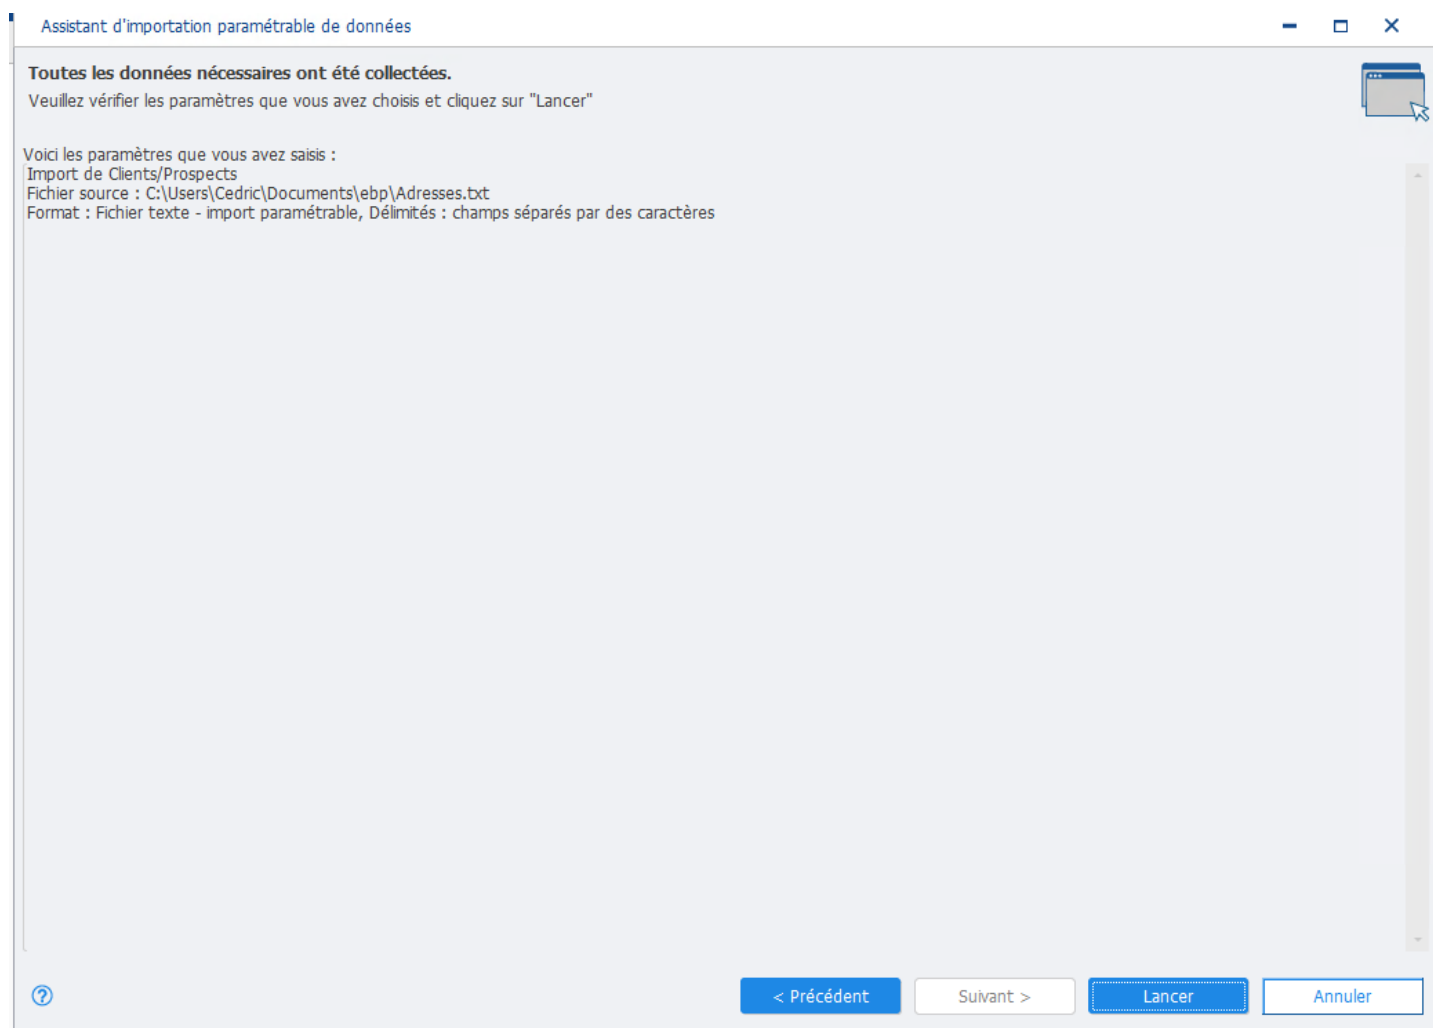 Assistant d'importation paramétrable de données
Toutes les données nécessaires ont été collectées.
Veuillez vérifier les paramètres que vous avez choisis et cliquez sur "Lancer"
Voici les paramètres que vous avez saisis :
Import de Clients/Prospects
Fichier source : C:\Users\Cedric\Documents\ebp\Adresses.txt
Format : Fichier texte - import paramétrable, Délimités : champs séparés par des caractères
? < Précédent Suivant > Lancer Annuler